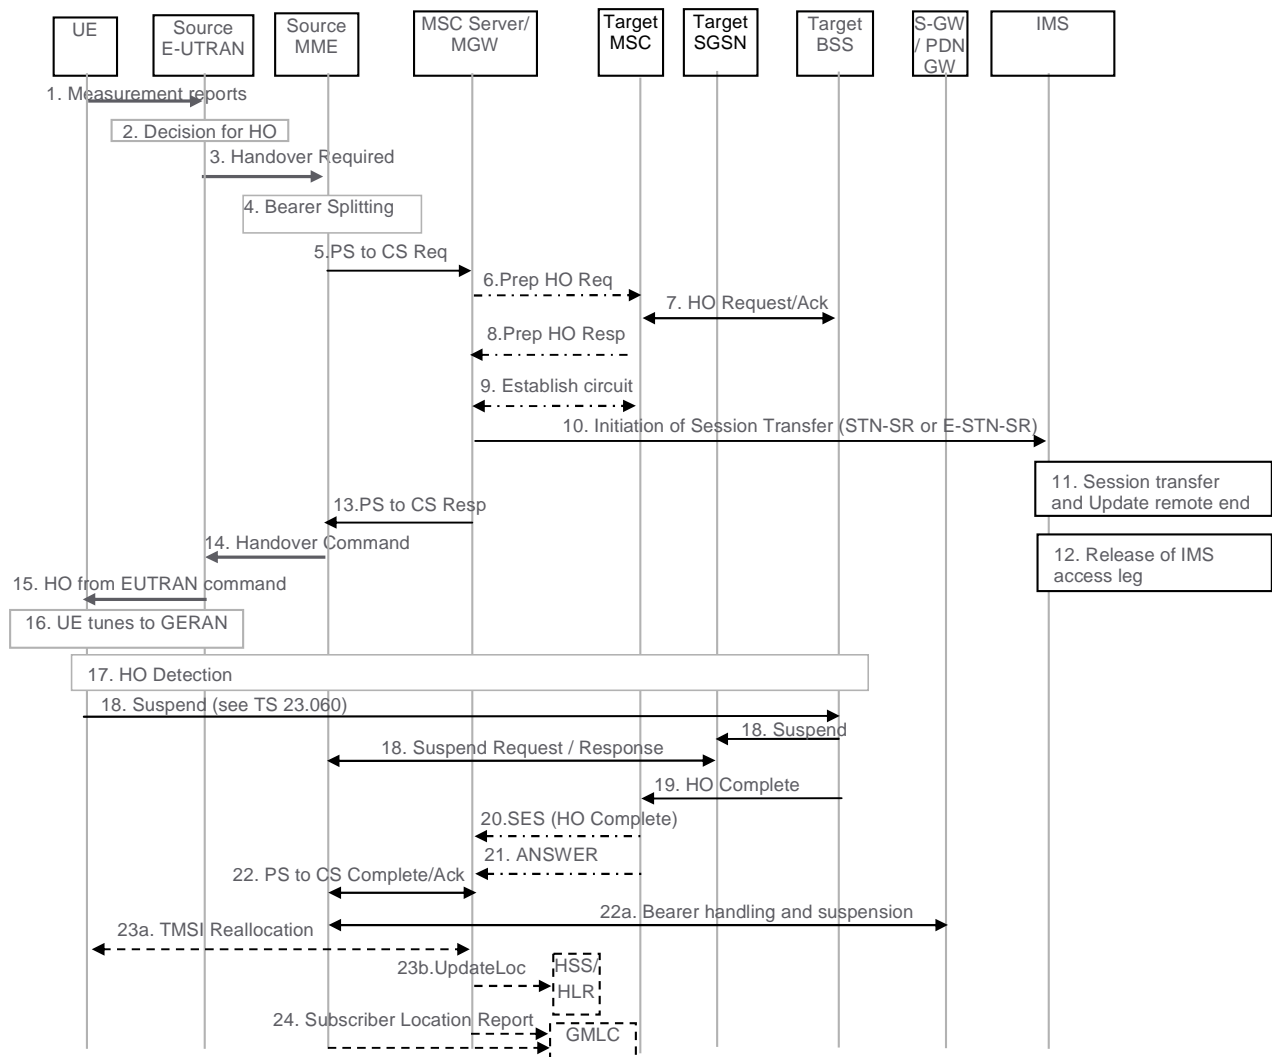 UE
Source
E-UTRAN
Source
MME
MSC Server/
MGW
Target
MSC
Target
SGSN
Target
BSS
S-GW
/ PDN
GW
IMS
1. Measurement reports
2. Decision for HO
3. Handover Required
4. Bearer Splitting
5.PS to CS Req
6.Prep HO Req
7. HO Request/Ack
8.Prep HO Resp
9. Establish circuit
10. Initiation of Session Transfer (STN-SR or E-STN-SR)
11. Session transfer
and Update remote end
13.PS to CS Resp
14. Handover Command
12. Release of IMS
access leg
15. HO from EUTRAN command
16. UE tunes to GERAN
17. HO Detection
18. Suspend (see TS 23.060)
18. Suspend
18. Suspend Request / Response
19. HO Complete
20.SES (HO Complete)
21. ANSWER
22. PS to CS Complete/Ack
22a. Bearer handling and suspension
23a. TMSI Reallocation
23b.UpdateLoc
HSS/
HLR
24. Subscriber Location Report
GMLC